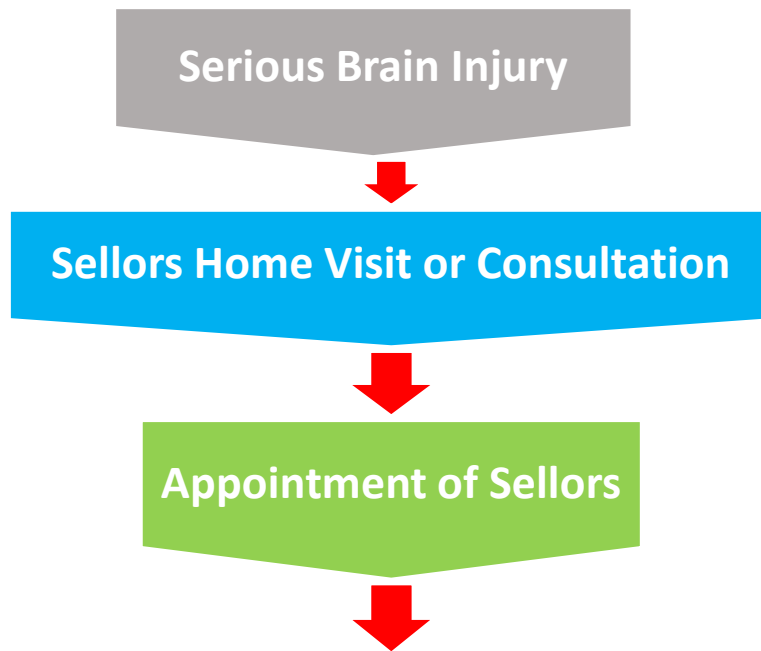 Serious Brain Injury
Sellors Home Visit or Consultation
Appointment of Sellors